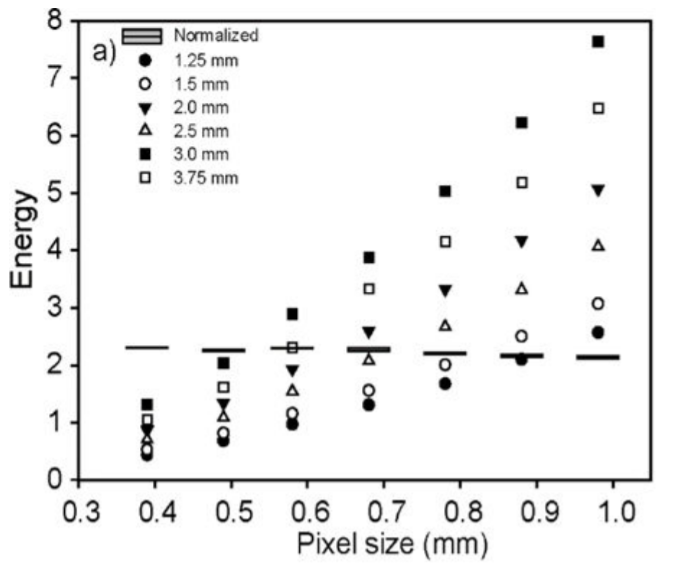 a)
Normalized
1.25 mm
1.5 mm
2.0 mm
2.5 mm
3.0 mm
3.75 mm
Energy
8
7
6
5
4
3
2
1
0
0.3 0.4 0.5 0.6 0.7 0.8 0.9 1.0
Pixel size (mm)